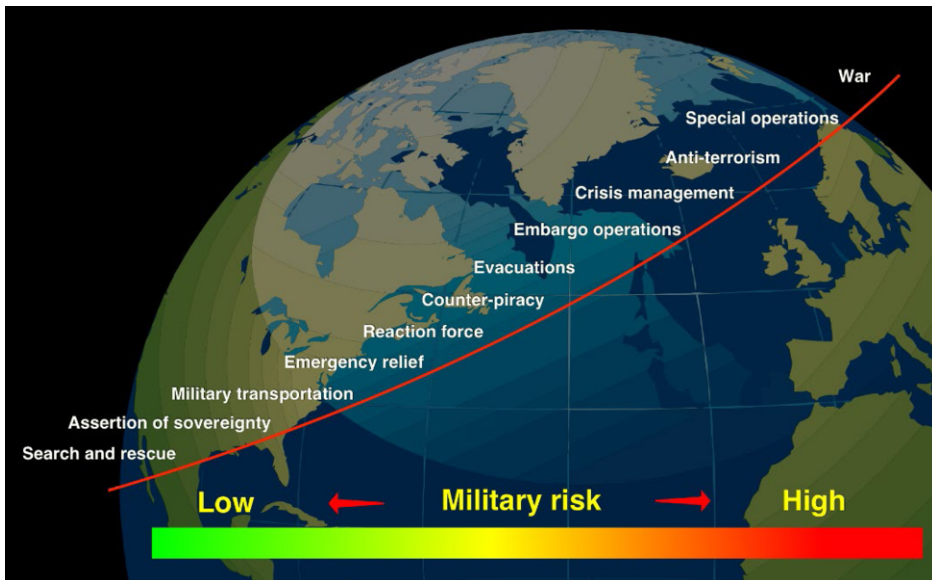 War
Special operations
Anti-terrorism
Crisis management
Embargo operations
Evacuations
Counter-piracy
Reaction force
Emergency relief
Military transportation
Assertion of sovereignty
Search and rescue
Low Military risk High